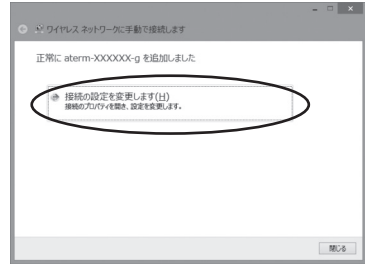 ワイヤレス ネットワークに手動で接続します
正常に aterm-XXXXXX-g を追加しました
接続の設定を変更します(H)
接続のプロパティを開き、設定を変更します。
閉じる